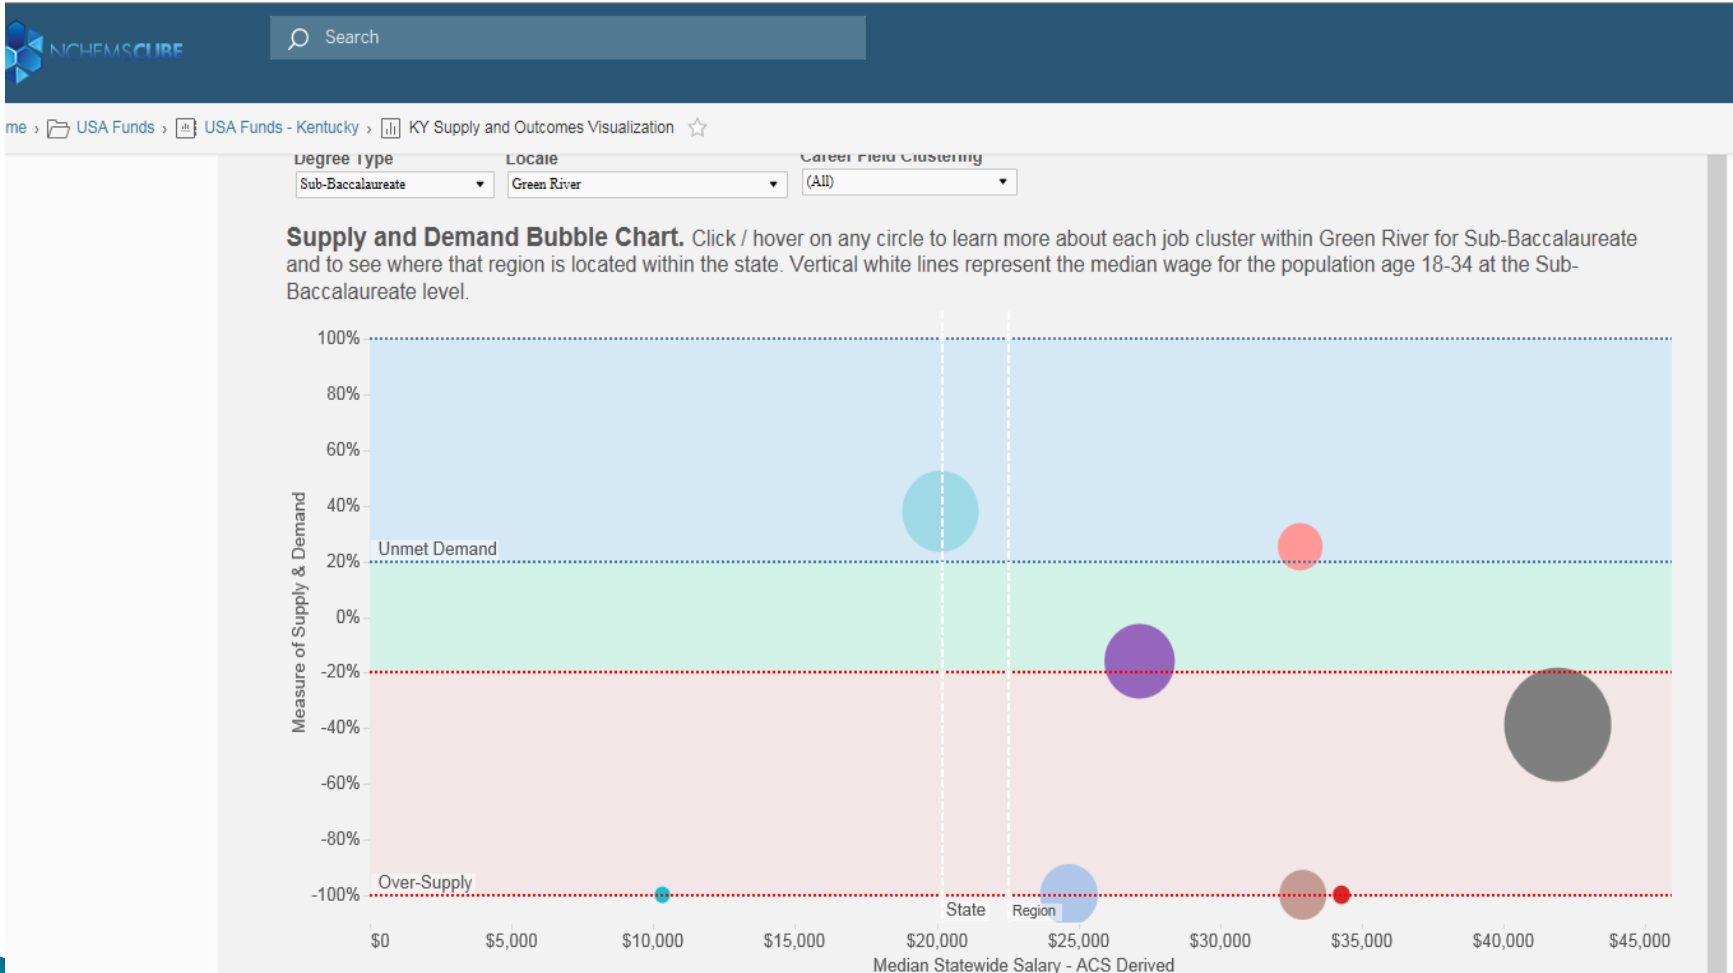 NCHEMSCUBE
Search
me › USA Funds › USA Funds - Kentucky › KY Supply and Outcomes Visualization
Degree Type Locale Career Field Clustering
Sub-Baccalaureate Green River (All)
Supply and Demand Bubble Chart. Click / hover on any circle to learn more about each job cluster within Green River for Sub-Baccalaureate
and to see where that region is located within the state. Vertical white lines represent the median wage for the population age 18-34 at the Sub-
Baccalaureate level.
Measure of Supply & Demand
100%
80%
60%
40%
Unmet Demand
20%
0%
-20%
-40%
-60%
-80%
Over-Supply
-100%
State Region
$0 $5,000 $10,000 $15,000 $20,000 $25,000 $30,000 $35,000 $40,000 $45,000
Median Statewide Salary - ACS Derived